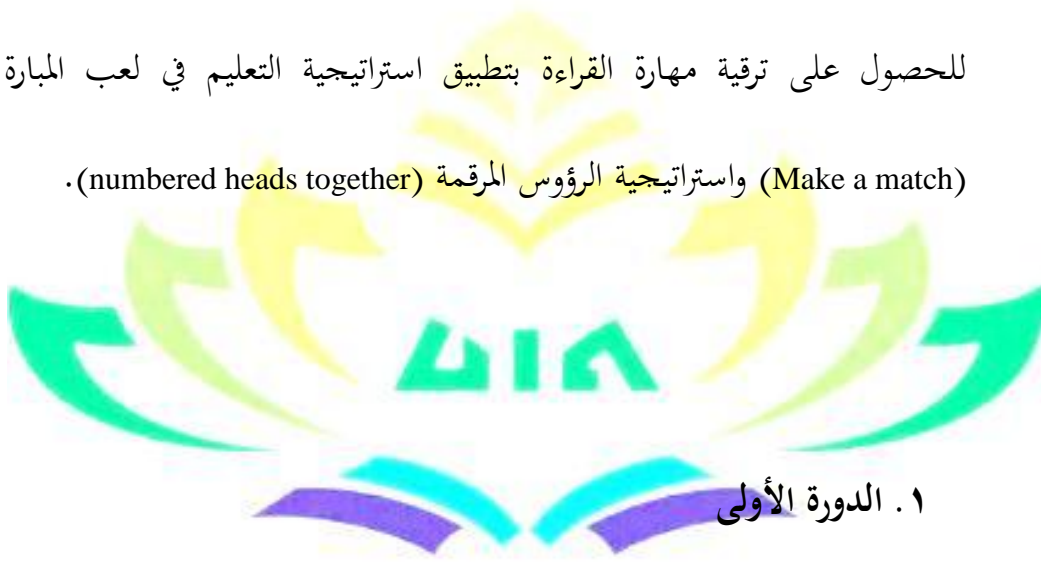 للحصول على ترقية مهارة القراءة بتطبيق استراتيجية التعليم في لعب المبارة
(Make a match) واستراتيجية الرؤوس المرقمة (numbered heads together).
UIN
١. الدورة الأولى